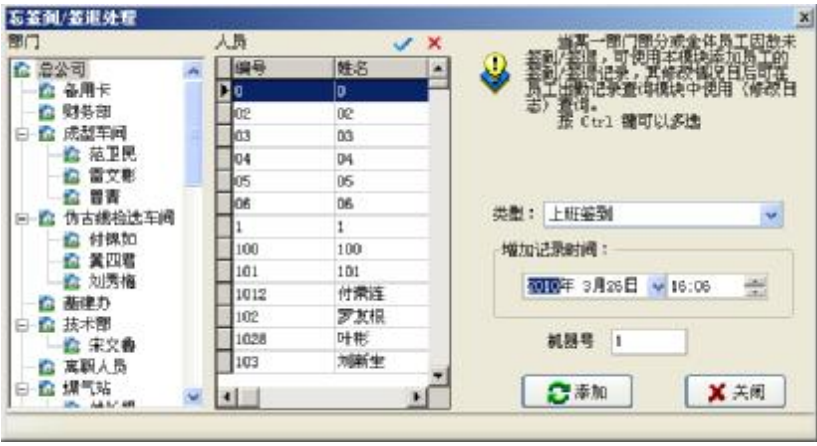 忘签到/签退处理
部门
总公司
备用卡
财务部
成型车间
范卫民
雷文彬
曾青
仿古线检选车间
付锦如
冀四君
刘秀梅
基建办
技术部
宋文春
离职人员
煤气站
人员
编号 姓名
0 0
02 02
03 03
04 04
05 05
06 06
1 1
100 100
101 101
1012 付荣连
102 罗友根
1028 叶彬
103 刘新生
当某一部门部分或全体员工因故未
签到/签退，可使用本模块添加员工的
签到/签退记录，其修改情况日后可在
员工出勤记录查询模块中使用（修改日
志）查询。
按 Ctrl 键可以多选
类型： 上班签到
增加记录时间：
2010年 3月26日 16:06
机器号 1
添加
关闭